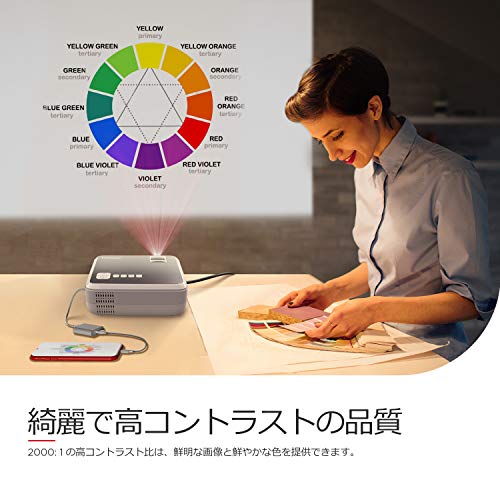 YELLOW
primary
YELLOW GREEN
tertiary
YELLOW ORANGE
tertiary
GREEN
secondary
ORANGE
secondary
BLUE GREEN
tertiary
RED
ORANGE
tertiary
BLUE
primary
RED
primary
BLUE VIOLET
tertiary
RED VIOLET
tertiary
VIOLET
secondary
綺麗で高コントラストの品質
2000: 1 の高コントラスト比は、鮮明な画像と鮮やかな色を提供できます。